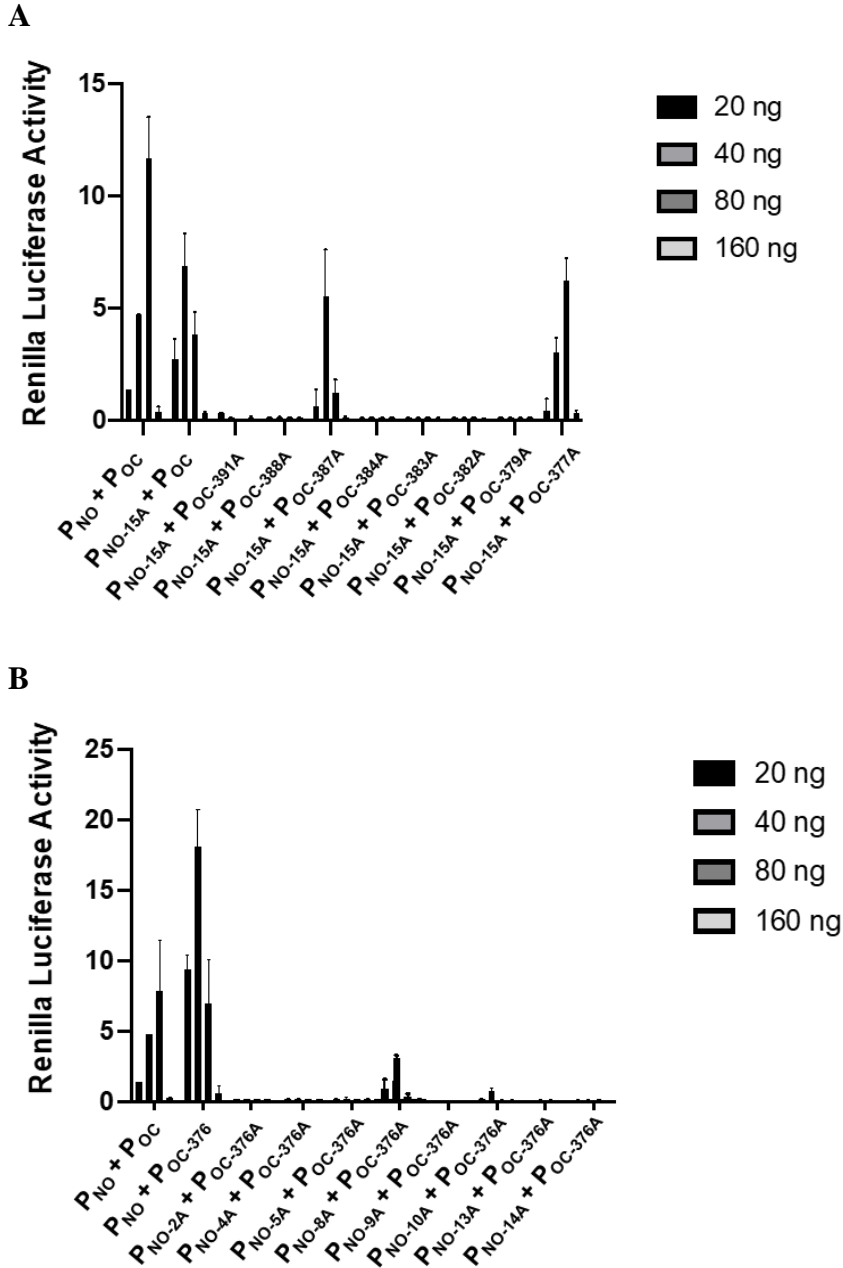 A
Renilla Luciferase Activity
15
10
5
0
20 ng
40 ng
80 ng
160 ng
PNO + POC
PNO-15A + POC
PNO-15A + POC-391A
PNO-15A + POC-388A
PNO-15A + POC-387A
PNO-15A + POC-384A
PNO-15A + POC-383A
PNO-15A + POC-382A
PNO-15A + POC-379A
PNO-15A + POC-377A
B
Renilla Luciferase Activity
25
20
15
10
5
0
20 ng
40 ng
80 ng
160 ng
PNO + POC
PNO + POC-376
PNO-2A + POC-376A
PNO-4A + POC-376A
PNO-5A + POC-376A
PNO-8A + POC-376A
PNO-9A + POC-376A
PNO-10A + POC-376A
PNO-13A + POC-376A
PNO-14A + POC-376A